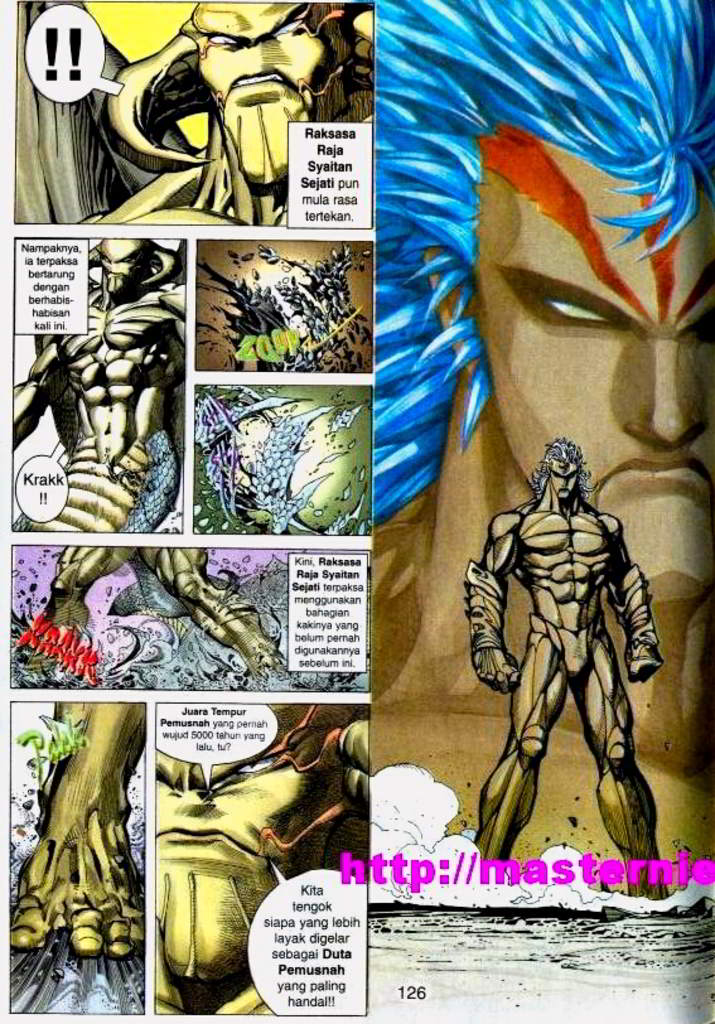 !!
Raksasa
Raja
Syaitan
Sejati pun
mula rasa
tertekan.
Nampaknya,
ia terpaksa
bertarung
dengan
berhabis-
habisan
kali ini.
Krakk
!!
Kini, Raksasa
Raja Syaitan
Sejati terpaksa
menggunakan
bahagian
kakinya yang
belum pernah
digunakannya
sebelum ini.
Juara Tempur
Pemusnah yang pernah
wujud 5000 tahun yang
lalu, tu?
Kita
tengok
siapa yang lebih
layak digelar
sebagai Duta
Pemusnah
yang paling
handal!!
http://masternie
126